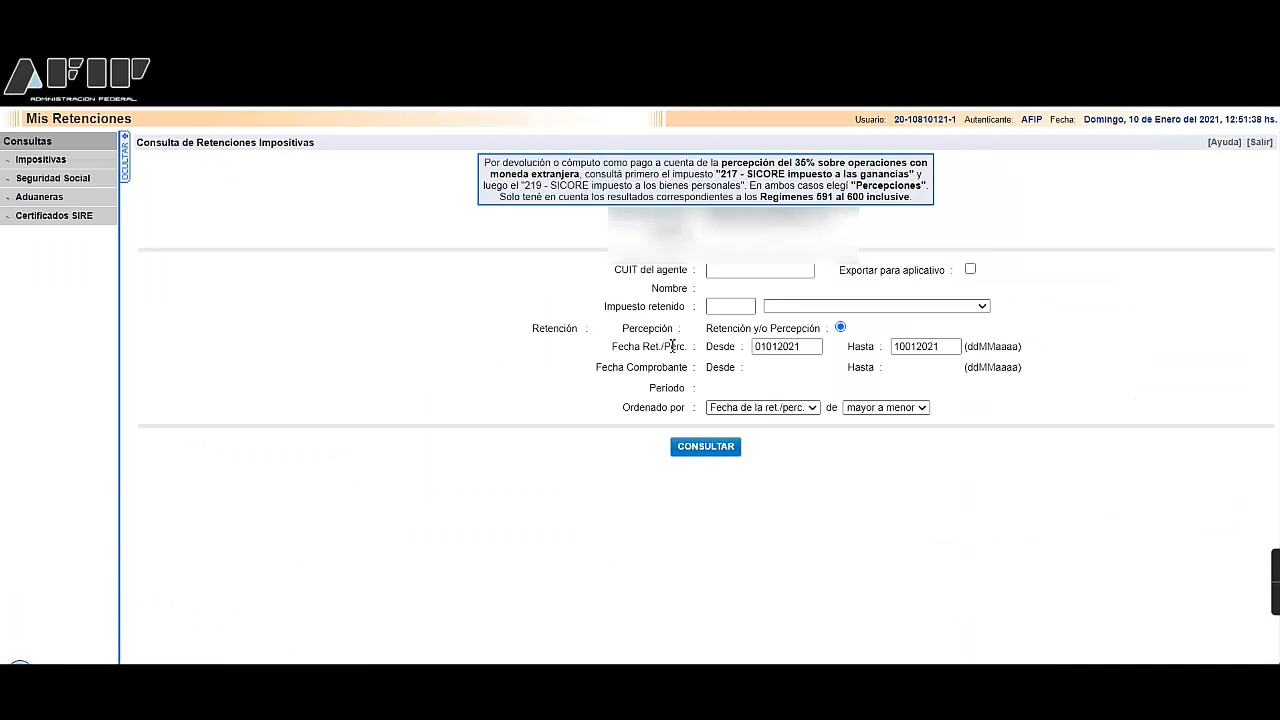 AFIP
ADMINISTRACIÓN FEDERAL
Mis Retenciones
Usuario: 20-10810121-1 Autenticante: AFIP Fecha: Domingo, 10 de Enero del 2021, 12:51:38 hs.
Consultas
Impositivas
Seguridad Social
Aduaneras
Certificados SIRE
OCULTAR
Consulta de Retenciones Impositivas
[Ayuda] [Salir]
Por devolución o cómputo como pago a cuenta de la percepción del 35% sobre operaciones con
moneda extranjera, consultá primero el impuesto "217 - SICORE impuesto a las ganancias" y
luego el "219 - SICORE impuesto a los bienes personales". En ambos casos elegí "Percepciones".
Solo tené en cuenta los resultados correspondientes a los Regímenes 591 al 600 inclusive.
CUIT del agente : Exportar para aplicativo :
Nombre :
Impuesto retenido :
Retención : Percepción : Retención y/o Percepción :
Fecha Ret./Perc. : Desde : 01012021 Hasta : 10012021 (ddMMaaaa)
Fecha Comprobante : Desde : Hasta : (ddMMaaaa)
Período :
Ordenado por : Fecha de la ret./perc. de mayor a menor
CONSULTAR